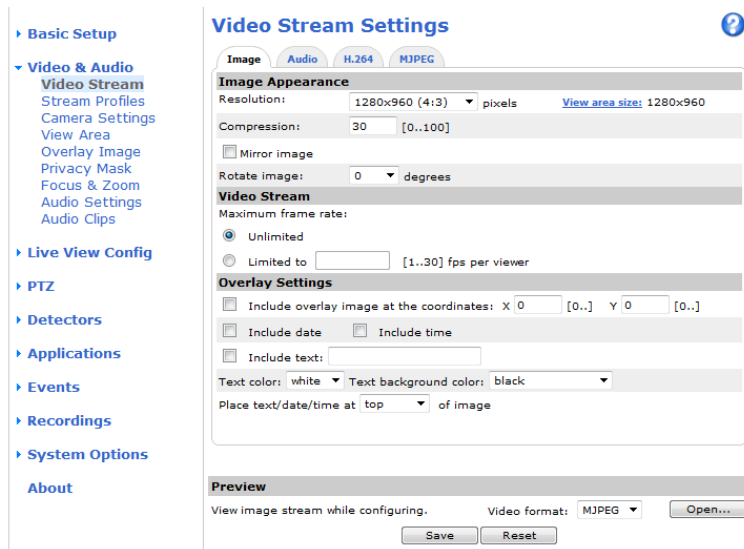 Basic Setup
Video & Audio
Video Stream
Stream Profiles
Camera Settings
View Area
Overlay Image
Privacy Mask
Focus & Zoom
Audio Settings
Audio Clips
Live View Config
PTZ
Detectors
Applications
Events
Recordings
System Options
About
Video Stream Settings
?
Image Audio H.264 MJPEG
Image Appearance
Resolution: 1280x960 (4:3) pixels View area size: 1280x960
Compression: 30 [0..100]
Mirror image
Rotate image: 0 degrees
Video Stream
Maximum frame rate:
Unlimited
Limited to [1..30] fps per viewer
Overlay Settings
Include overlay image at the coordinates: X 0 [0..] Y 0 [0..]
Include date Include time
Include text:
Text color: white Text background color: black
Place text/date/time at top of image
Preview
View image stream while configuring. Video format: MJPEG Open...
Save Reset